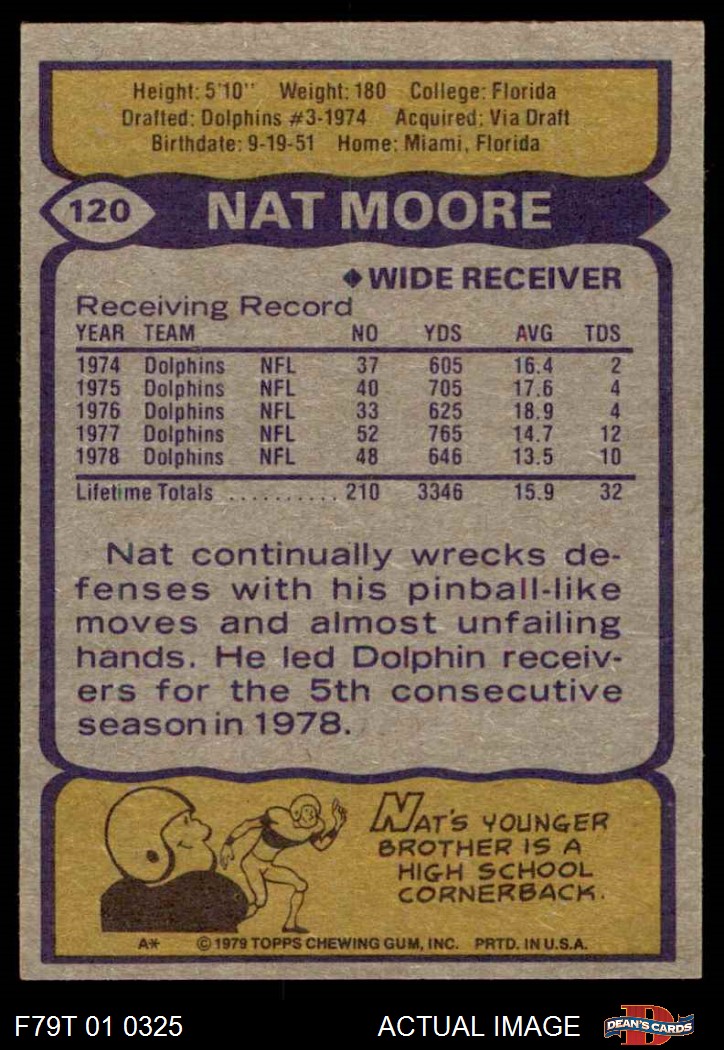 Height: 5'10" Weight: 180 College: Florida
Drafted: Dolphins #3-1974 Acquired: Via Draft
Birthdate: 9-19-51 Home: Miami, Florida
120 NAT MOORE
◆WIDE RECEIVER
Receiving Record
YEAR TEAM NO YDS AVG TDS
1974 Dolphins NFL 37 605 16.4 2
1975 Dolphins NFL 40 705 17.6 4
1976 Dolphins NFL 33 625 18.9 4
1977 Dolphins NFL 52 765 14.7 12
1978 Dolphins NFL 48 646 13.5 10
Lifetime Totals .......... 210 3346 15.9 32
Nat continually wrecks de-
fenses with his pinball-like
moves and almost unfailing
hands. He led Dolphin receiv-
ers for the 5th consecutive
season in 1978.
NAT'S YOUNGER
BROTHER IS A
HIGH SCHOOL
CORNERBACK.
A* © 1979 TOPPS CHEWING GUM, INC. PRTD. IN U.S.A.
F79T 01 0325 ACTUAL IMAGE D DEAN'S CARDS